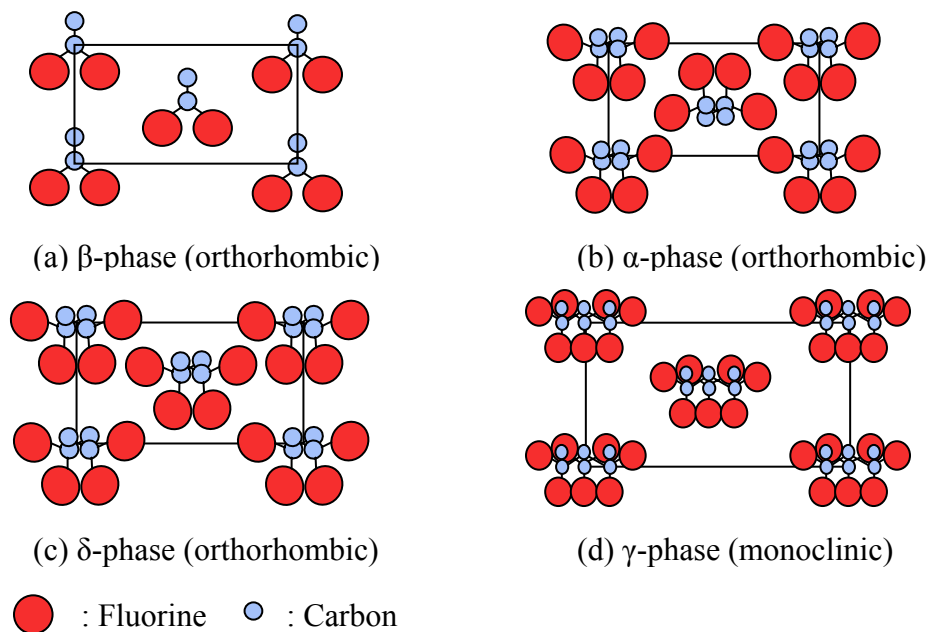 (a) β-phase (orthorhombic)
(b) α-phase (orthorhombic)
(c) δ-phase (orthorhombic)
(d) γ-phase (monoclinic)
: Fluorine : Carbon